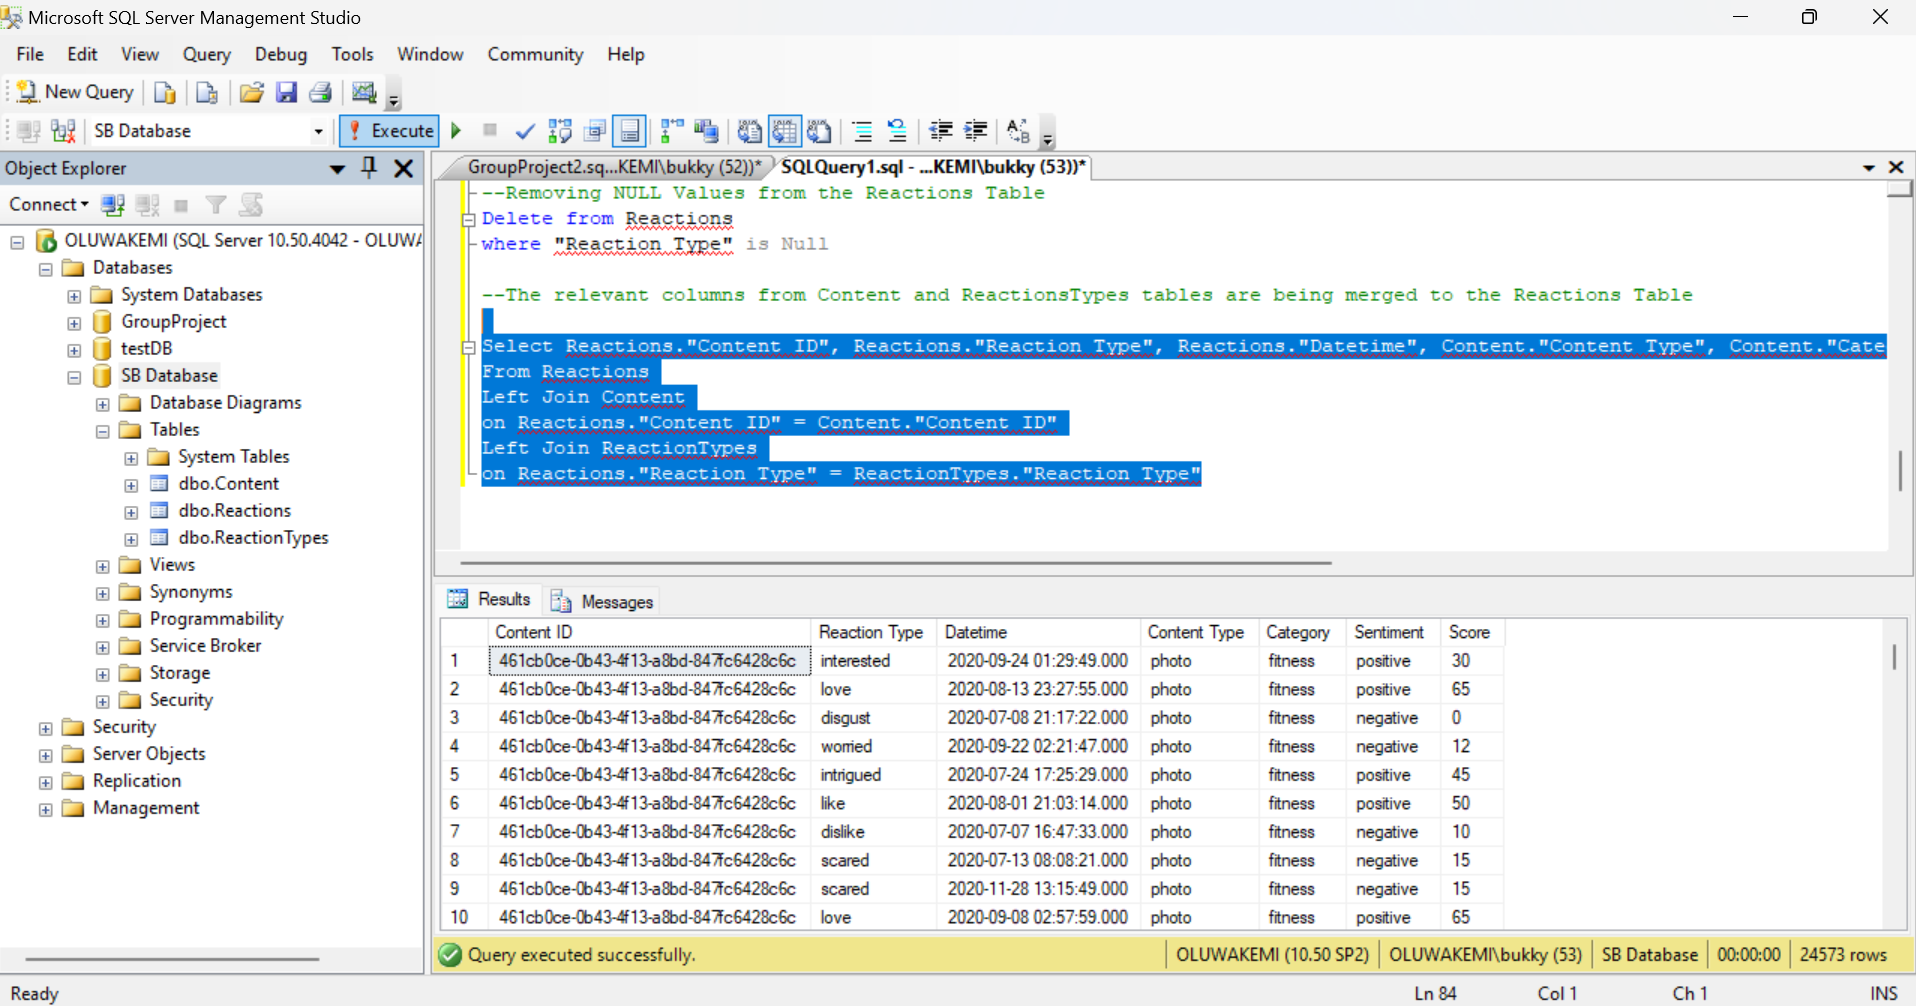 Microsoft SQL Server Management Studio
File Edit View Query Debug Tools Window Community Help
New Query
SB Database Execute
Object Explorer
Connect
OLUWAKEMI (SQL Server 10.50.4042 - OLUWA
Databases
System Databases
GroupProject
testDB
SB Database
Database Diagrams
Tables
System Tables
dbo.Content
dbo.Reactions
dbo.ReactionTypes
Views
Synonyms
Programmability
Service Broker
Storage
Security
Security
Server Objects
Replication
Management
GroupProject2.sq...KEMI\bukky (52))* SQLQuery1.sql - ...KEMI\bukky (53))*
--Removing NULL Values from the Reactions Table
Delete from Reactions
where "Reaction Type" is Null
--The relevant columns from Content and ReactionsTypes tables are being merged to the Reactions Table
Select Reactions."Content ID", Reactions."Reaction Type", Reactions."Datetime", Content."Content Type", Content."Cate
From Reactions
Left Join Content
on Reactions."Content ID" = Content."Content ID"
Left Join ReactionTypes
on Reactions."Reaction Type" = ReactionTypes."Reaction Type"
Results Messages
Content ID Reaction Type Datetime Content Type Category Sentiment Score
1 461cb0ce-0b43-4f13-a8bd-847fc6428c6c interested 2020-09-24 01:29:49.000 photo fitness positive 30
2 461cb0ce-0b43-4f13-a8bd-847fc6428c6c love 2020-08-13 23:27:55.000 photo fitness positive 65
3 461cb0ce-0b43-4f13-a8bd-847fc6428c6c disgust 2020-07-08 21:17:22.000 photo fitness negative 0
4 461cb0ce-0b43-4f13-a8bd-847fc6428c6c worried 2020-09-22 02:21:47.000 photo fitness negative 12
5 461cb0ce-0b43-4f13-a8bd-847fc6428c6c intrigued 2020-07-24 17:25:29.000 photo fitness positive 45
6 461cb0ce-0b43-4f13-a8bd-847fc6428c6c like 2020-08-01 21:03:14.000 photo fitness positive 50
7 461cb0ce-0b43-4f13-a8bd-847fc6428c6c dislike 2020-07-07 16:47:33.000 photo fitness negative 10
8 461cb0ce-0b43-4f13-a8bd-847fc6428c6c scared 2020-07-13 08:08:21.000 photo fitness negative 15
9 461cb0ce-0b43-4f13-a8bd-847fc6428c6c scared 2020-11-28 13:15:49.000 photo fitness negative 15
10 461cb0ce-0b43-4f13-a8bd-847fc6428c6c love 2020-09-08 02:57:59.000 photo fitness positive 65
Query executed successfully. OLUWAKEMI (10.50 SP2) OLUWAKEMI\bukky (53) SB Database 00:00:00 24573 rows
Ready Ln 84 Col 1 Ch 1 INS